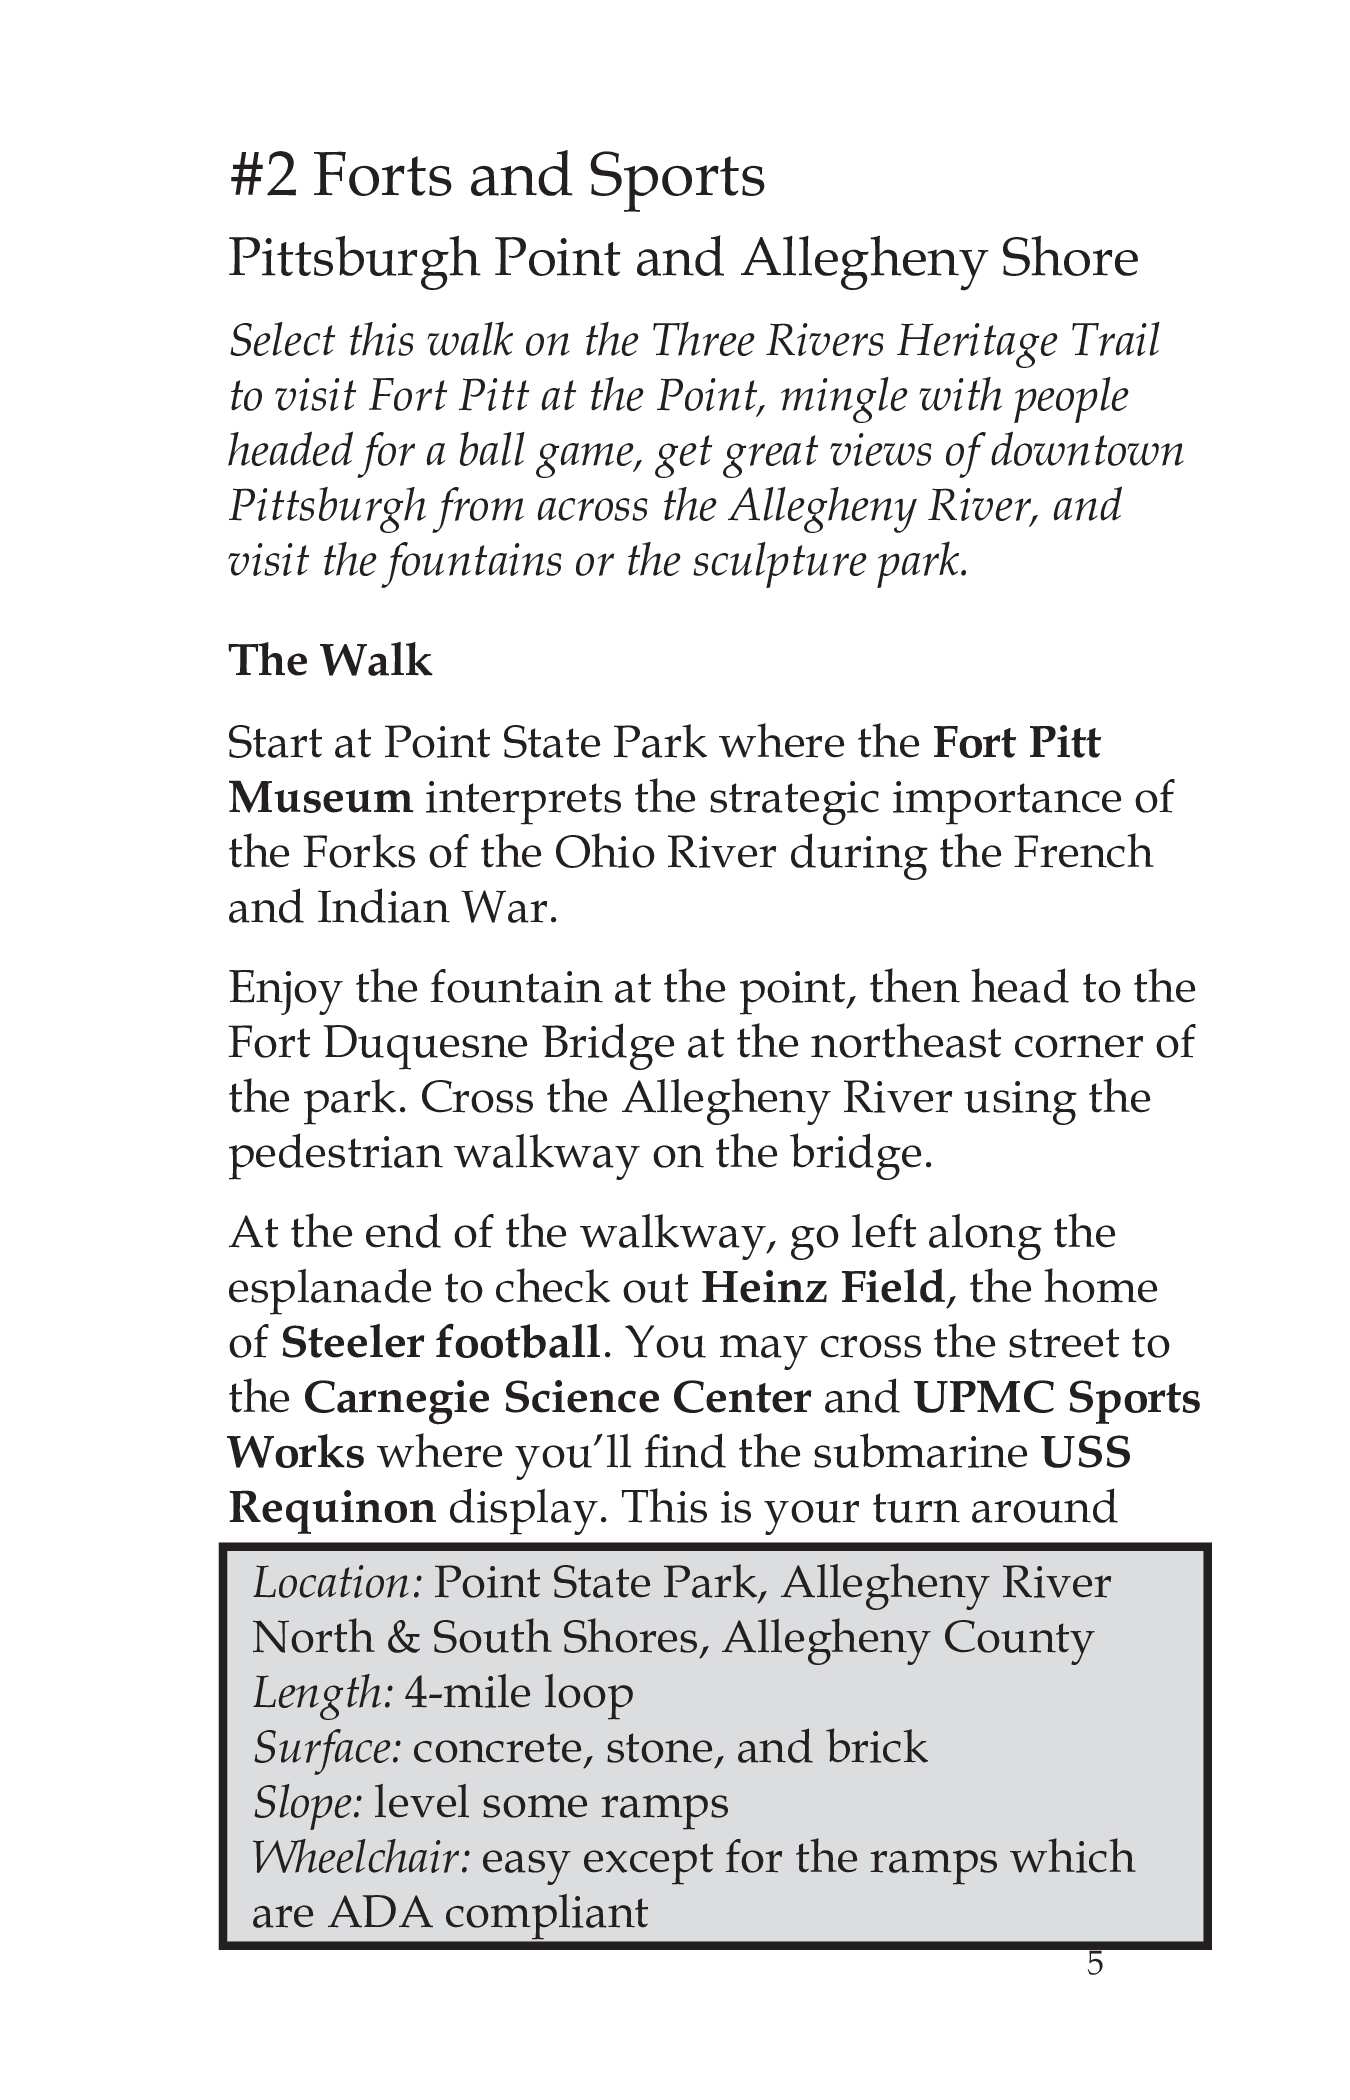 #2 Forts and Sports
Pittsburgh Point and Allegheny Shore
Select this walk on the Three Rivers Heritage Trail
to visit Fort Pitt at the Point, mingle with people
headed for a ball game, get great views of downtown
Pittsburgh from across the Allegheny River, and
visit the fountains or the sculpture park.
The Walk
Start at Point State Park where the Fort Pitt
Museum interprets the strategic importance of
the Forks of the Ohio River during the French
and Indian War.
Enjoy the fountain at the point, then head to the
Fort Duquesne Bridge at the northeast corner of
the park. Cross the Allegheny River using the
pedestrian walkway on the bridge.
At the end of the walkway, go left along the
esplanade to check out Heinz Field, the home
of Steeler football. You may cross the street to
the Carnegie Science Center and UPMC Sports
Works where you’ll find the submarine USS
Requinon display. This is your turn around
Location: Point State Park, Allegheny River
North & South Shores, Allegheny County
Length: 4-mile loop
Surface: concrete, stone, and brick
Slope: level some ramps
Wheelchair: easy except for the ramps which
are ADA compliant
5